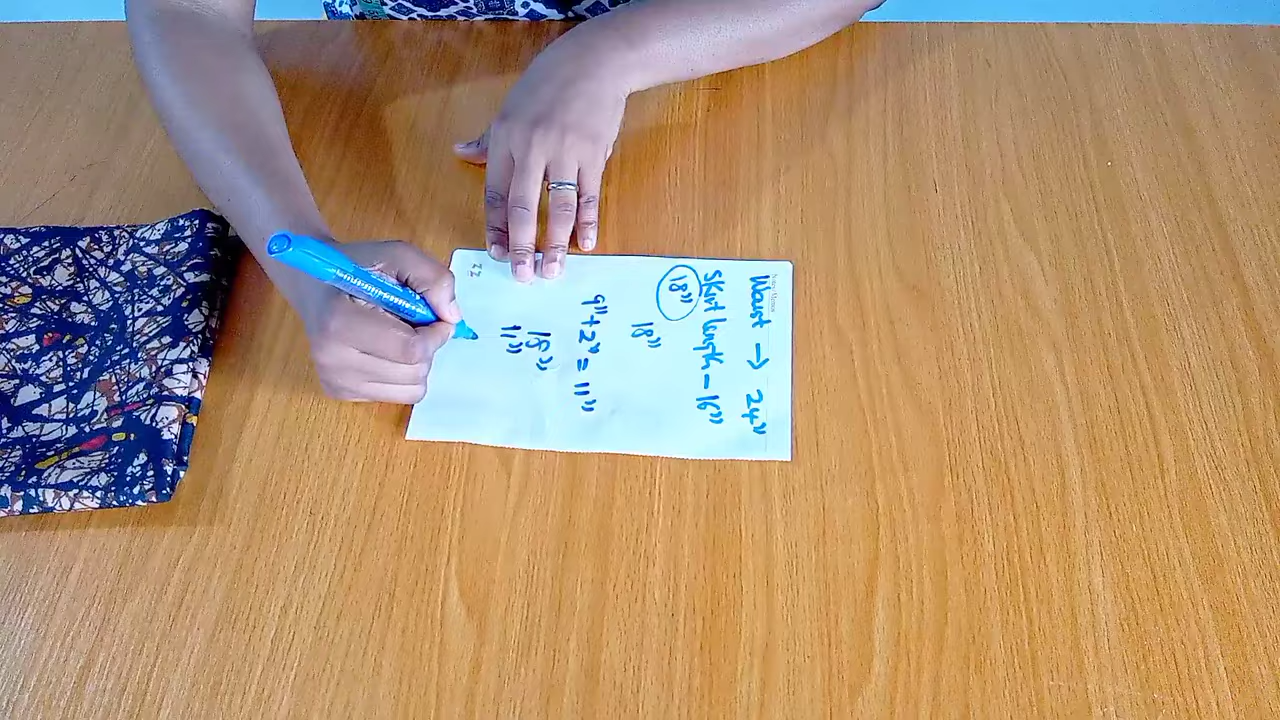 Waist → 24"
Skirt length - 16"
18"
18"
9" + 2" = 11"
18"
11"